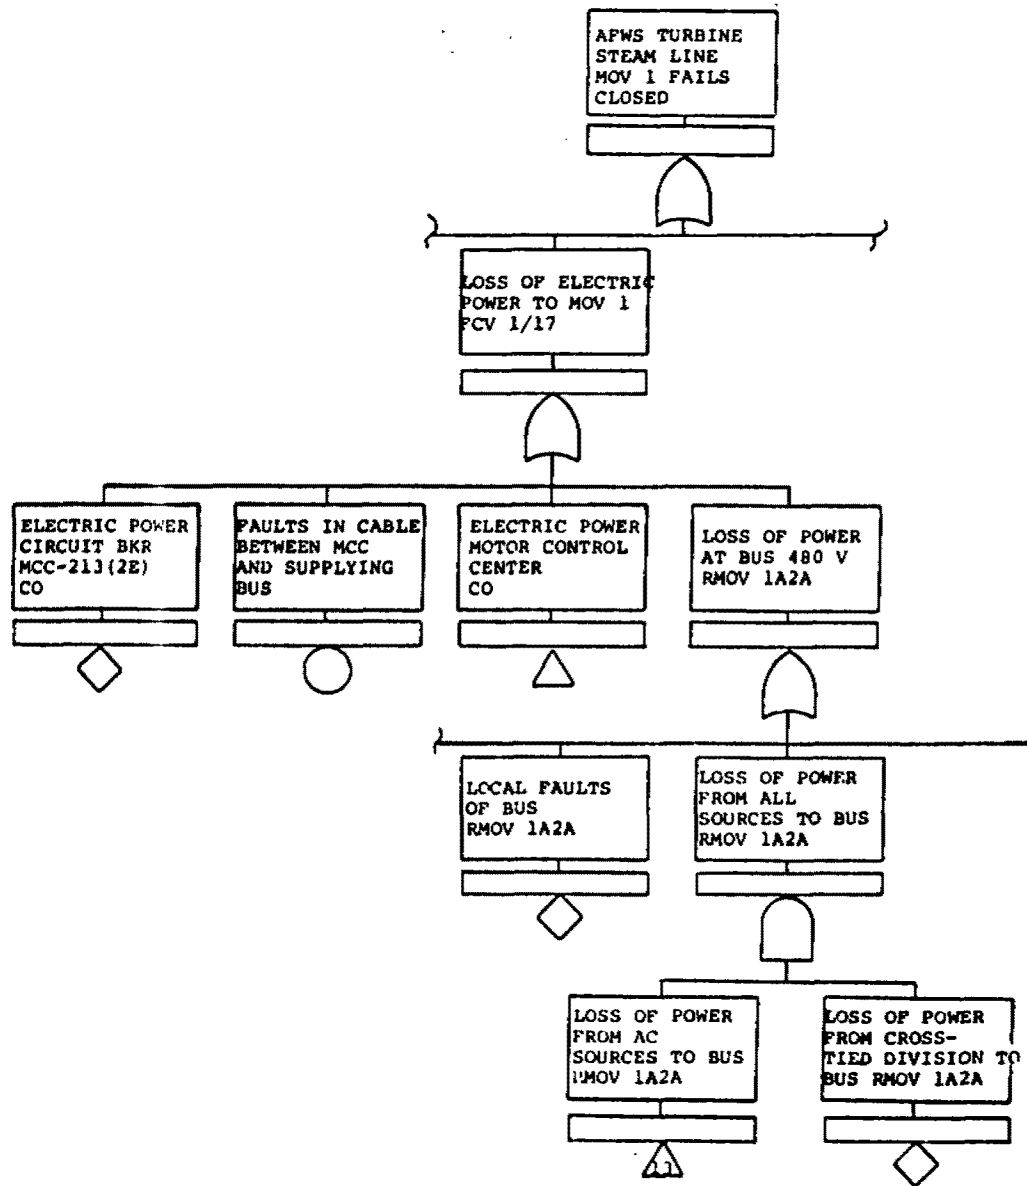 AFWS TURBINE
STEAM LINE
MOV 1 FAILS
CLOSED
LOSS OF ELECTRIC
POWER TO MOV 1
FCV 1/17
ELECTRIC POWER
CIRCUIT BKR
MCC-213(2E)
CO
FAULTS IN CABLE
BETWEEN MCC
AND SUPPLYING
BUS
ELECTRIC POWER
MOTOR CONTROL
CENTER
CO
LOSS OF POWER
AT BUS 480 V
RMOV 1A2A
LOCAL FAULTS
OF BUS
RMOV 1A2A
LOSS OF POWER
FROM ALL
SOURCES TO BUS
RMOV 1A2A
LOSS OF POWER
FROM AC
SOURCES TO BUS
RMOV 1A2A
LOSS OF POWER
FROM CROSS-
TIED DIVISION TO
BUS RMOV 1A2A